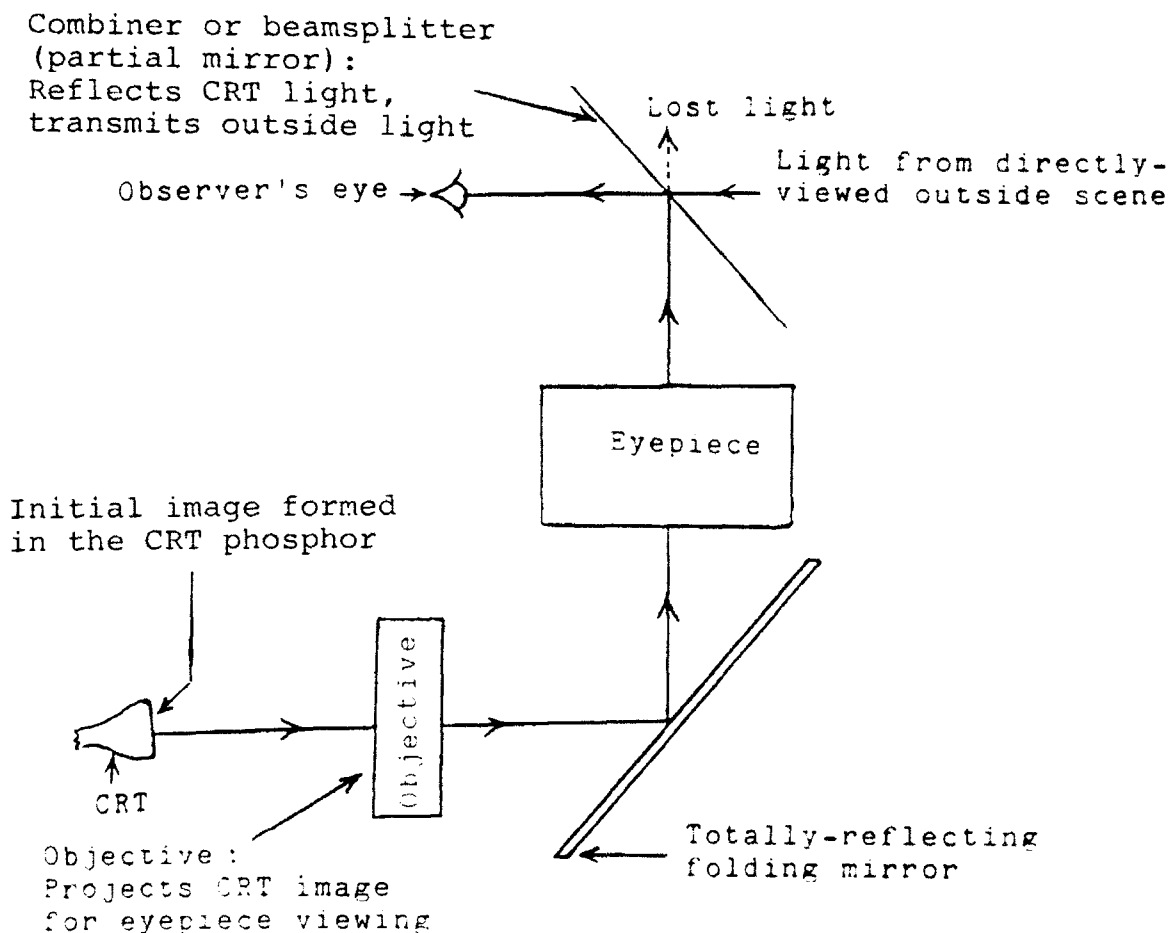 Combiner or beamsplitter
(partial mirror):
Reflects CRT light,
transmits outside light
Lost light
Observer's eye
Light from directly-
viewed outside scene
Eyepiece
Initial image formed
in the CRT phosphor
Objective
CRT
Objective:
Projects CRT image
for eyepiece viewing
Totally-reflecting
folding mirror